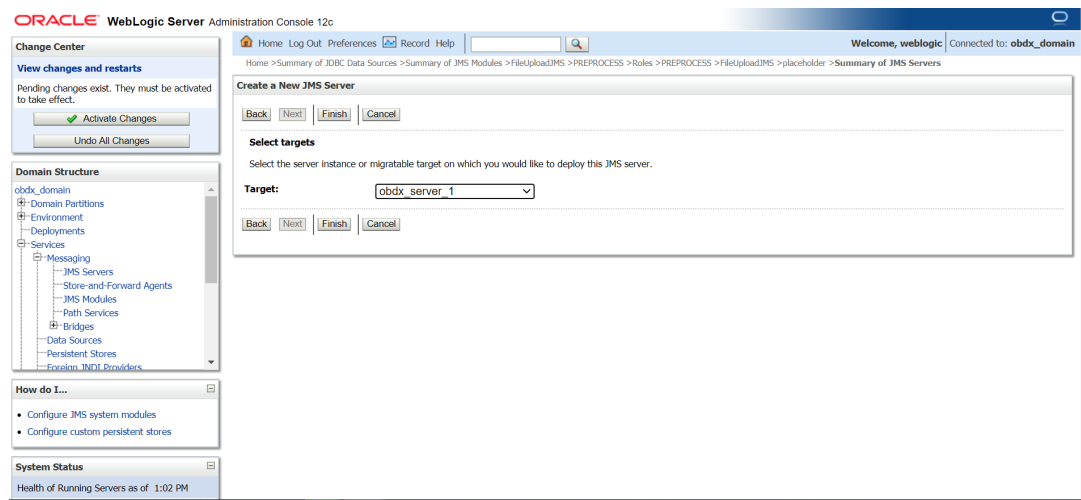 ORACLE WebLogic Server Administration Console 12c
Change Center
View changes and restarts
Pending changes exist. They must be activated
to take effect.
Activate Changes
Undo All Changes
Domain Structure
obdx_domain
Domain Partitions
Environment
Deployments
Services
Messaging
JMS Servers
Store-and-Forward Agents
JMS Modules
Path Services
Bridges
Data Sources
Persistent Stores
Foreign JNDI Providers
How do I...
Configure JMS system modules
Configure custom persistent stores
System Status
Health of Running Servers as of 1:02 PM
Home Log Out Preferences Record Help
Welcome, weblogic Connected to: obdx_domain
Home >Summary of JDBC Data Sources >Summary of JMS Modules >FileUploadJMS >PREPROCESS >Roles >PREPROCESS >FileUploadJMS >placeholder >Summary of JMS Servers
Create a New JMS Server
Back Next Finish Cancel
Select targets
Select the server instance or migratable target on which you would like to deploy this JMS server.
Target: obdx_server_1
Back Next Finish Cancel